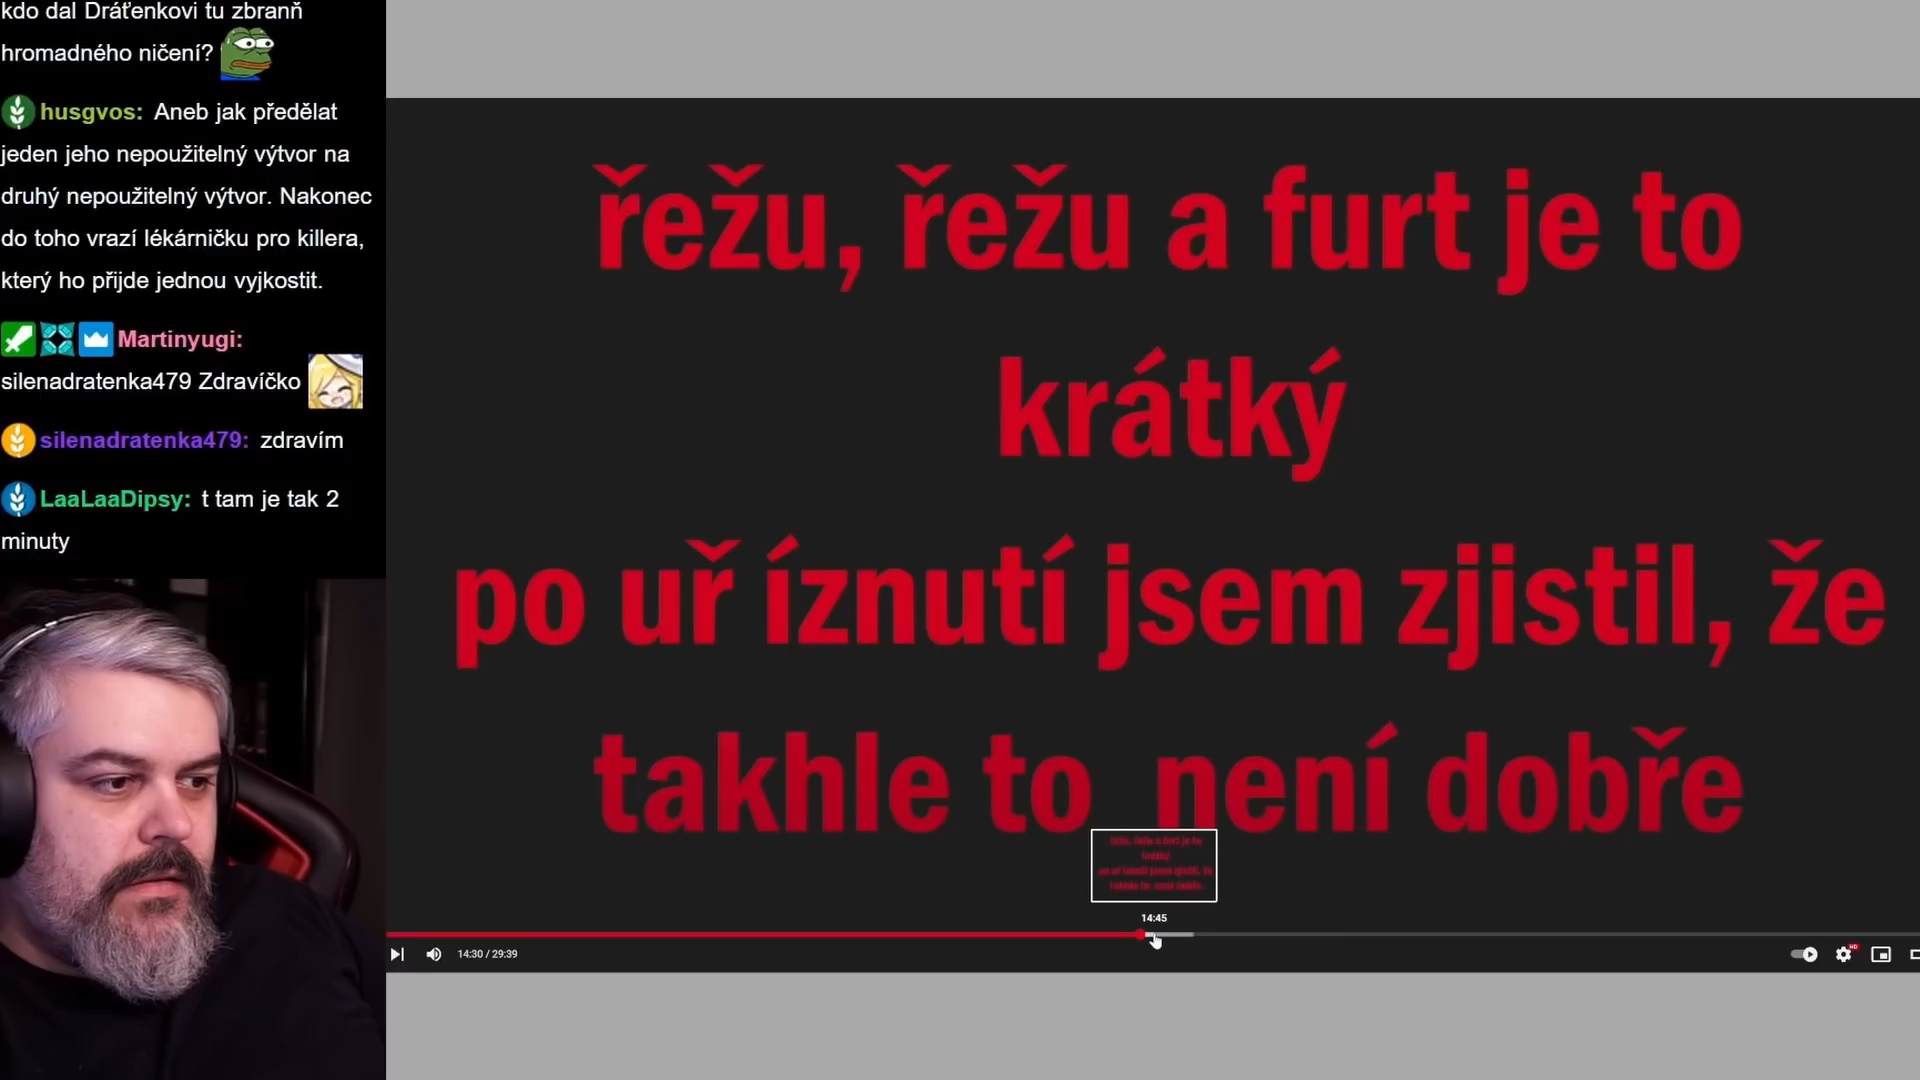 kdo dal Dráťenkovi tu zbraň
hromadného ničení?
husgvos: Aneb jak předělat
jeden jeho nepoužitelný výtvor na
druhý nepoužitelný výtvor. Nakonec
do toho vrazí lékárničku pro killera,
který ho přijde jednou vyjkostit.
Martinyugi:
silenadratenka479 Zdravíčko
silenadratenka479: zdravím
LaaLaaDipsy: t tam je tak 2
minuty
řežu, řežu a furt je to
krátký
po uř íznutí jsem zjistil, že
takhle to  není dobře
14:45
14:30 / 29:39
HD